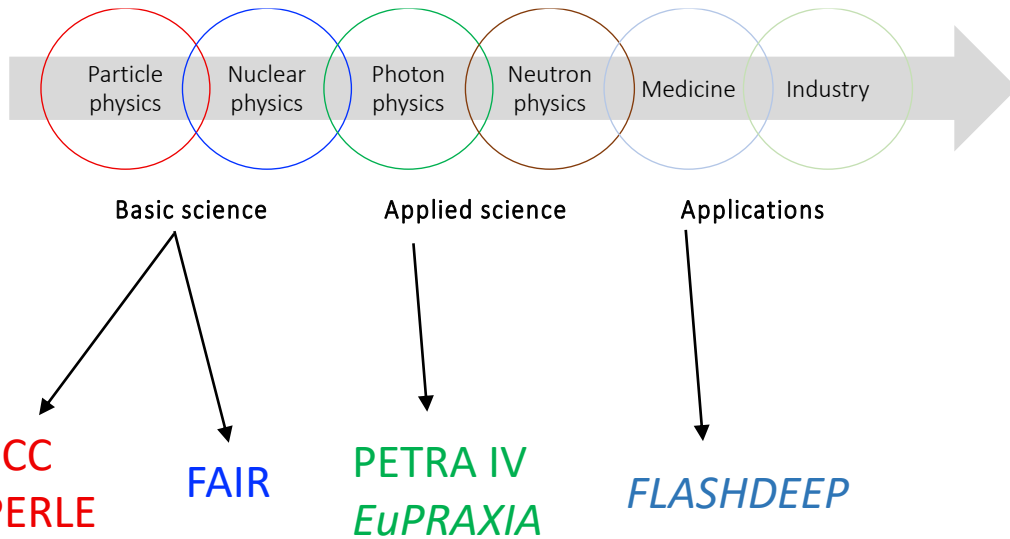 Particle
physics
Nuclear
physics
Photon
physics
Neutron
physics
Medicine
Industry
Basic science
Applied science
Applications
CC
PERLE
FAIR
PETRA IV
EuPRAXIA
FLASHDEEP